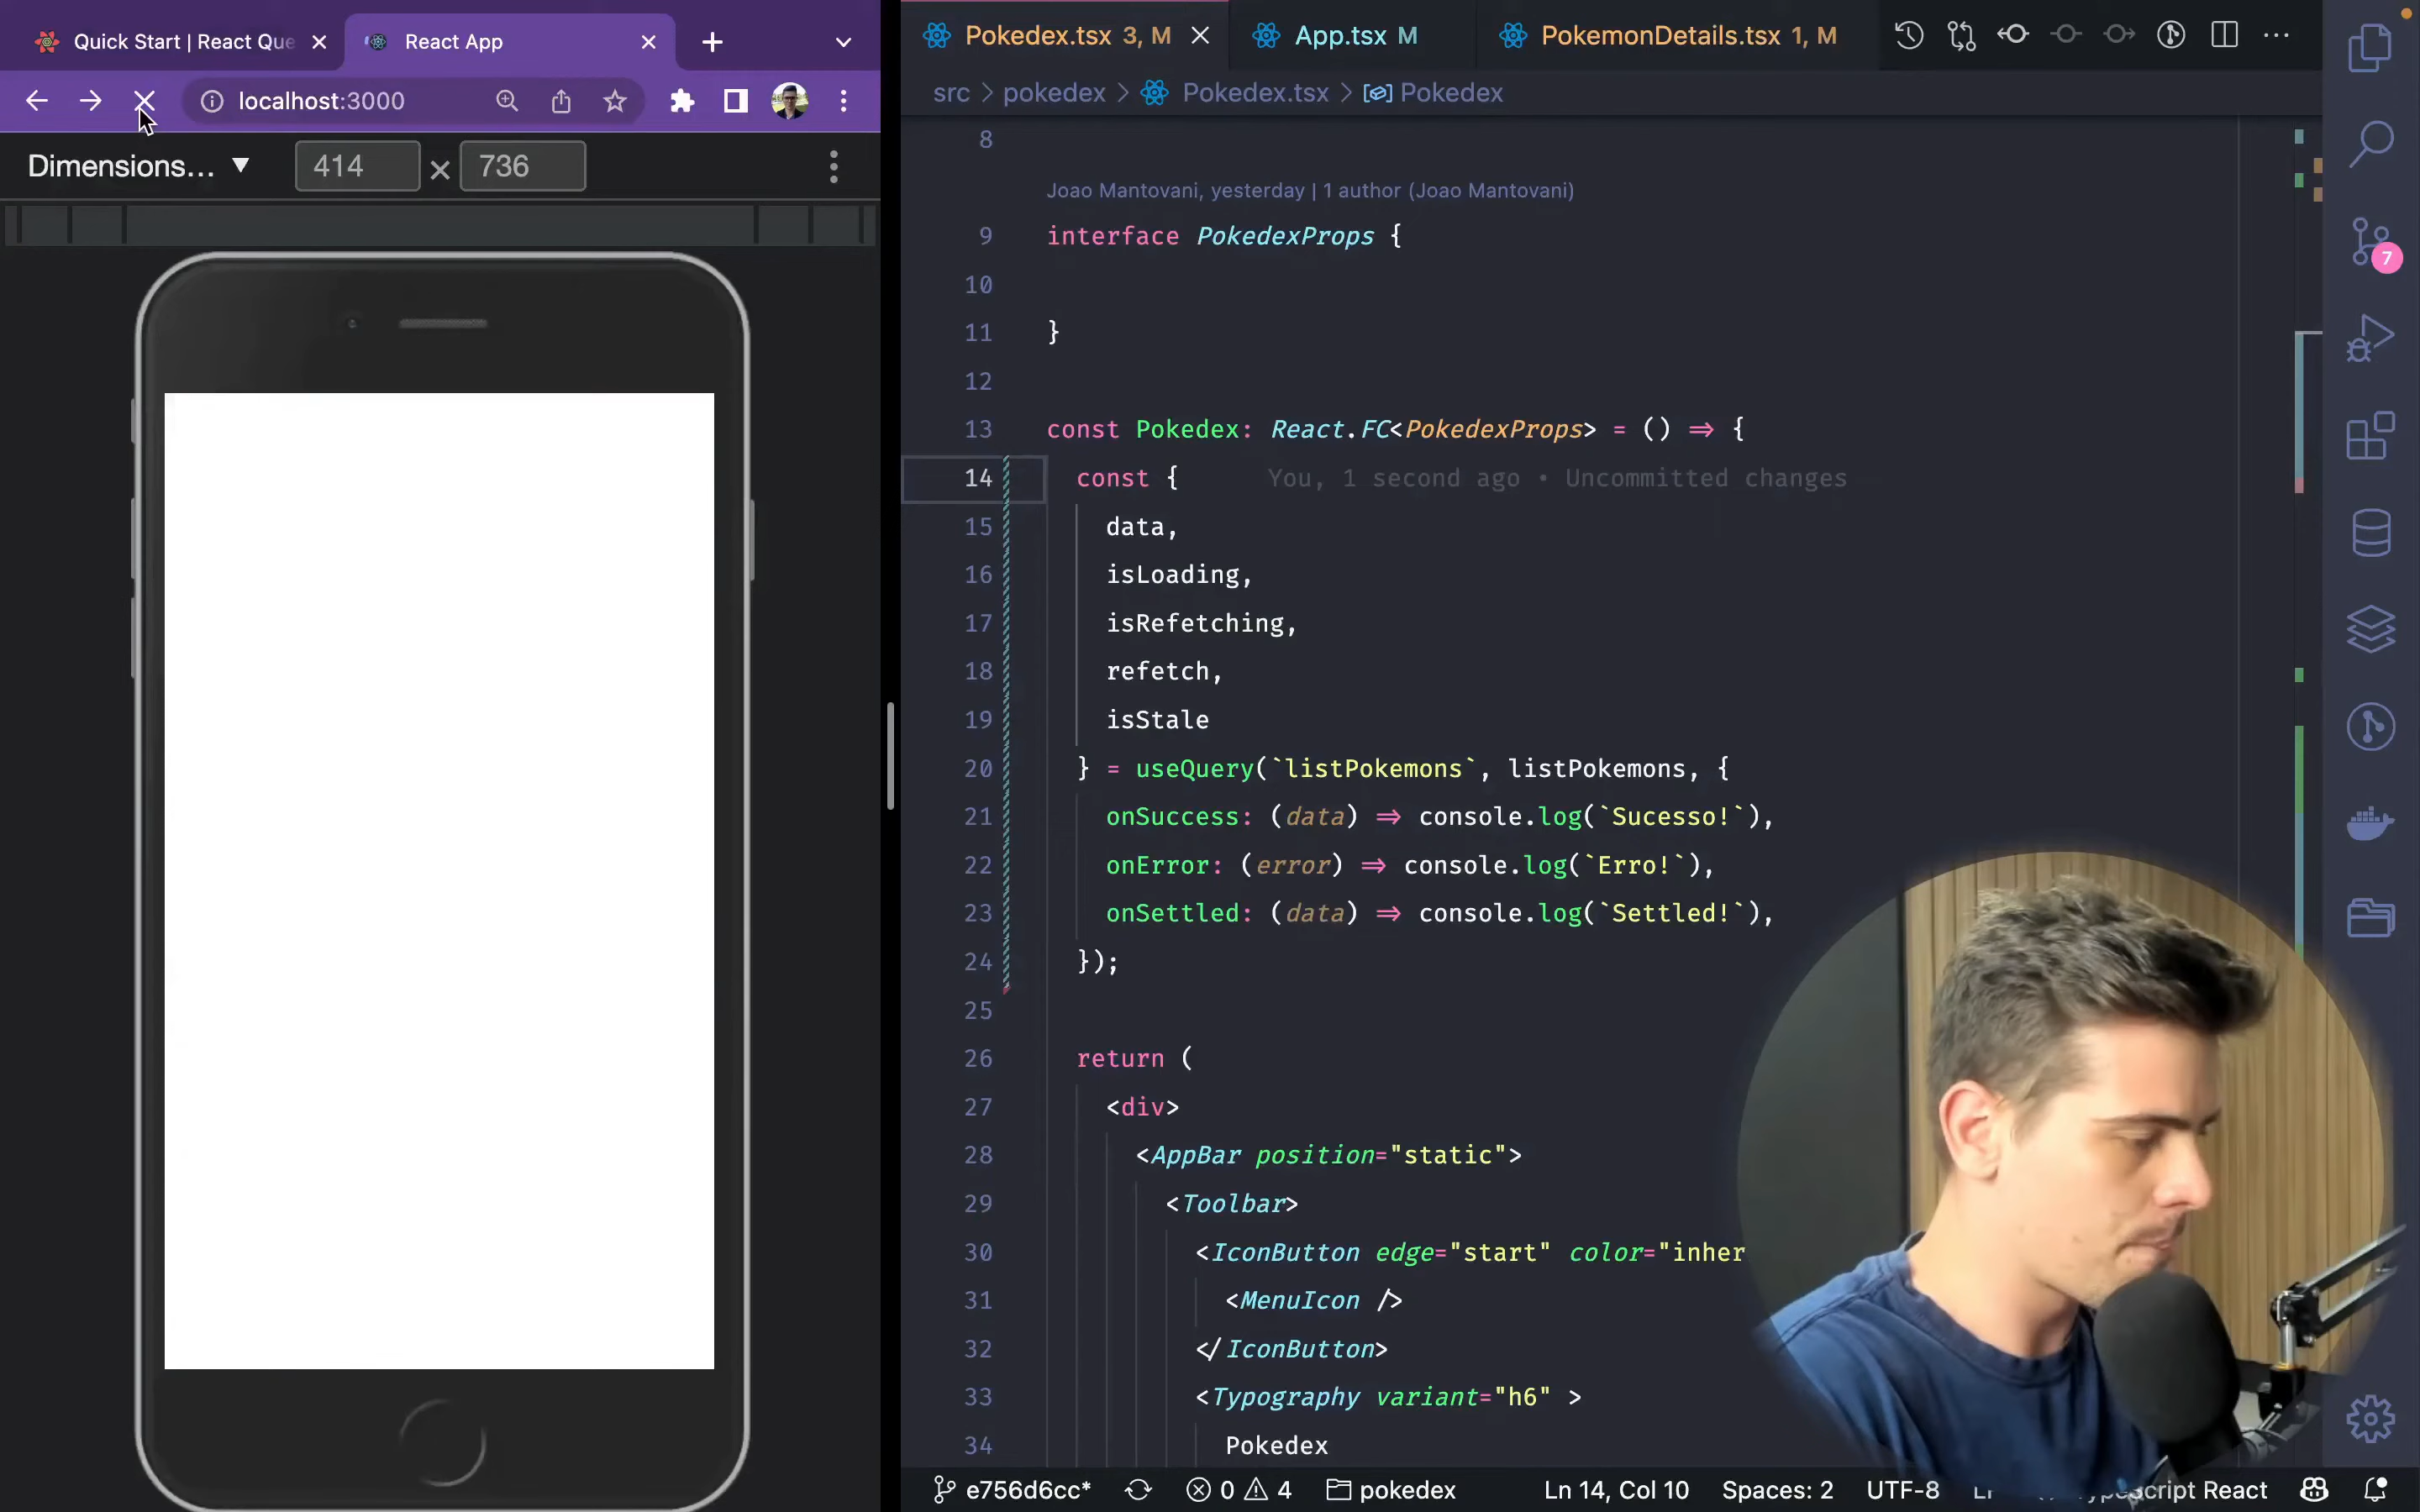 Quick Start | React Que
React App
localhost:3000
Dimensions...
414
736
Pokedex.tsx 3, M
App.tsx M
PokemonDetails.tsx 1, M
src > pokedex > Pokedex.tsx > Pokedex
8
Joao Mantovani, yesterday | 1 author (Joao Mantovani)
9 interface PokedexProps {
10
11 }
12
13 const Pokedex: React.FC<PokedexProps> = () ⇒ {
14 const { You, 1 second ago • Uncommitted changes
15 data,
16 isLoading,
17 isRefetching,
18 refetch,
19 isStale
20 } = useQuery(`listPokemons`, listPokemons, {
21 onSuccess: (data) ⇒ console.log(`Sucesso!`),
22 onError: (error) ⇒ console.log(`Erro!`),
23 onSettled: (data) ⇒ console.log(`Settled!`),
24 });
25
26 return (
27 <div>
28 <AppBar position="static">
29 <Toolbar>
30 <IconButton edge="start" color="inher
31 <MenuIcon />
32 </IconButton>
33 <Typography variant="h6" >
34 Pokedex
7
e756d6cc* 0 4 pokedex Ln 14, Col 10 Spaces: 2 UTF-8 React